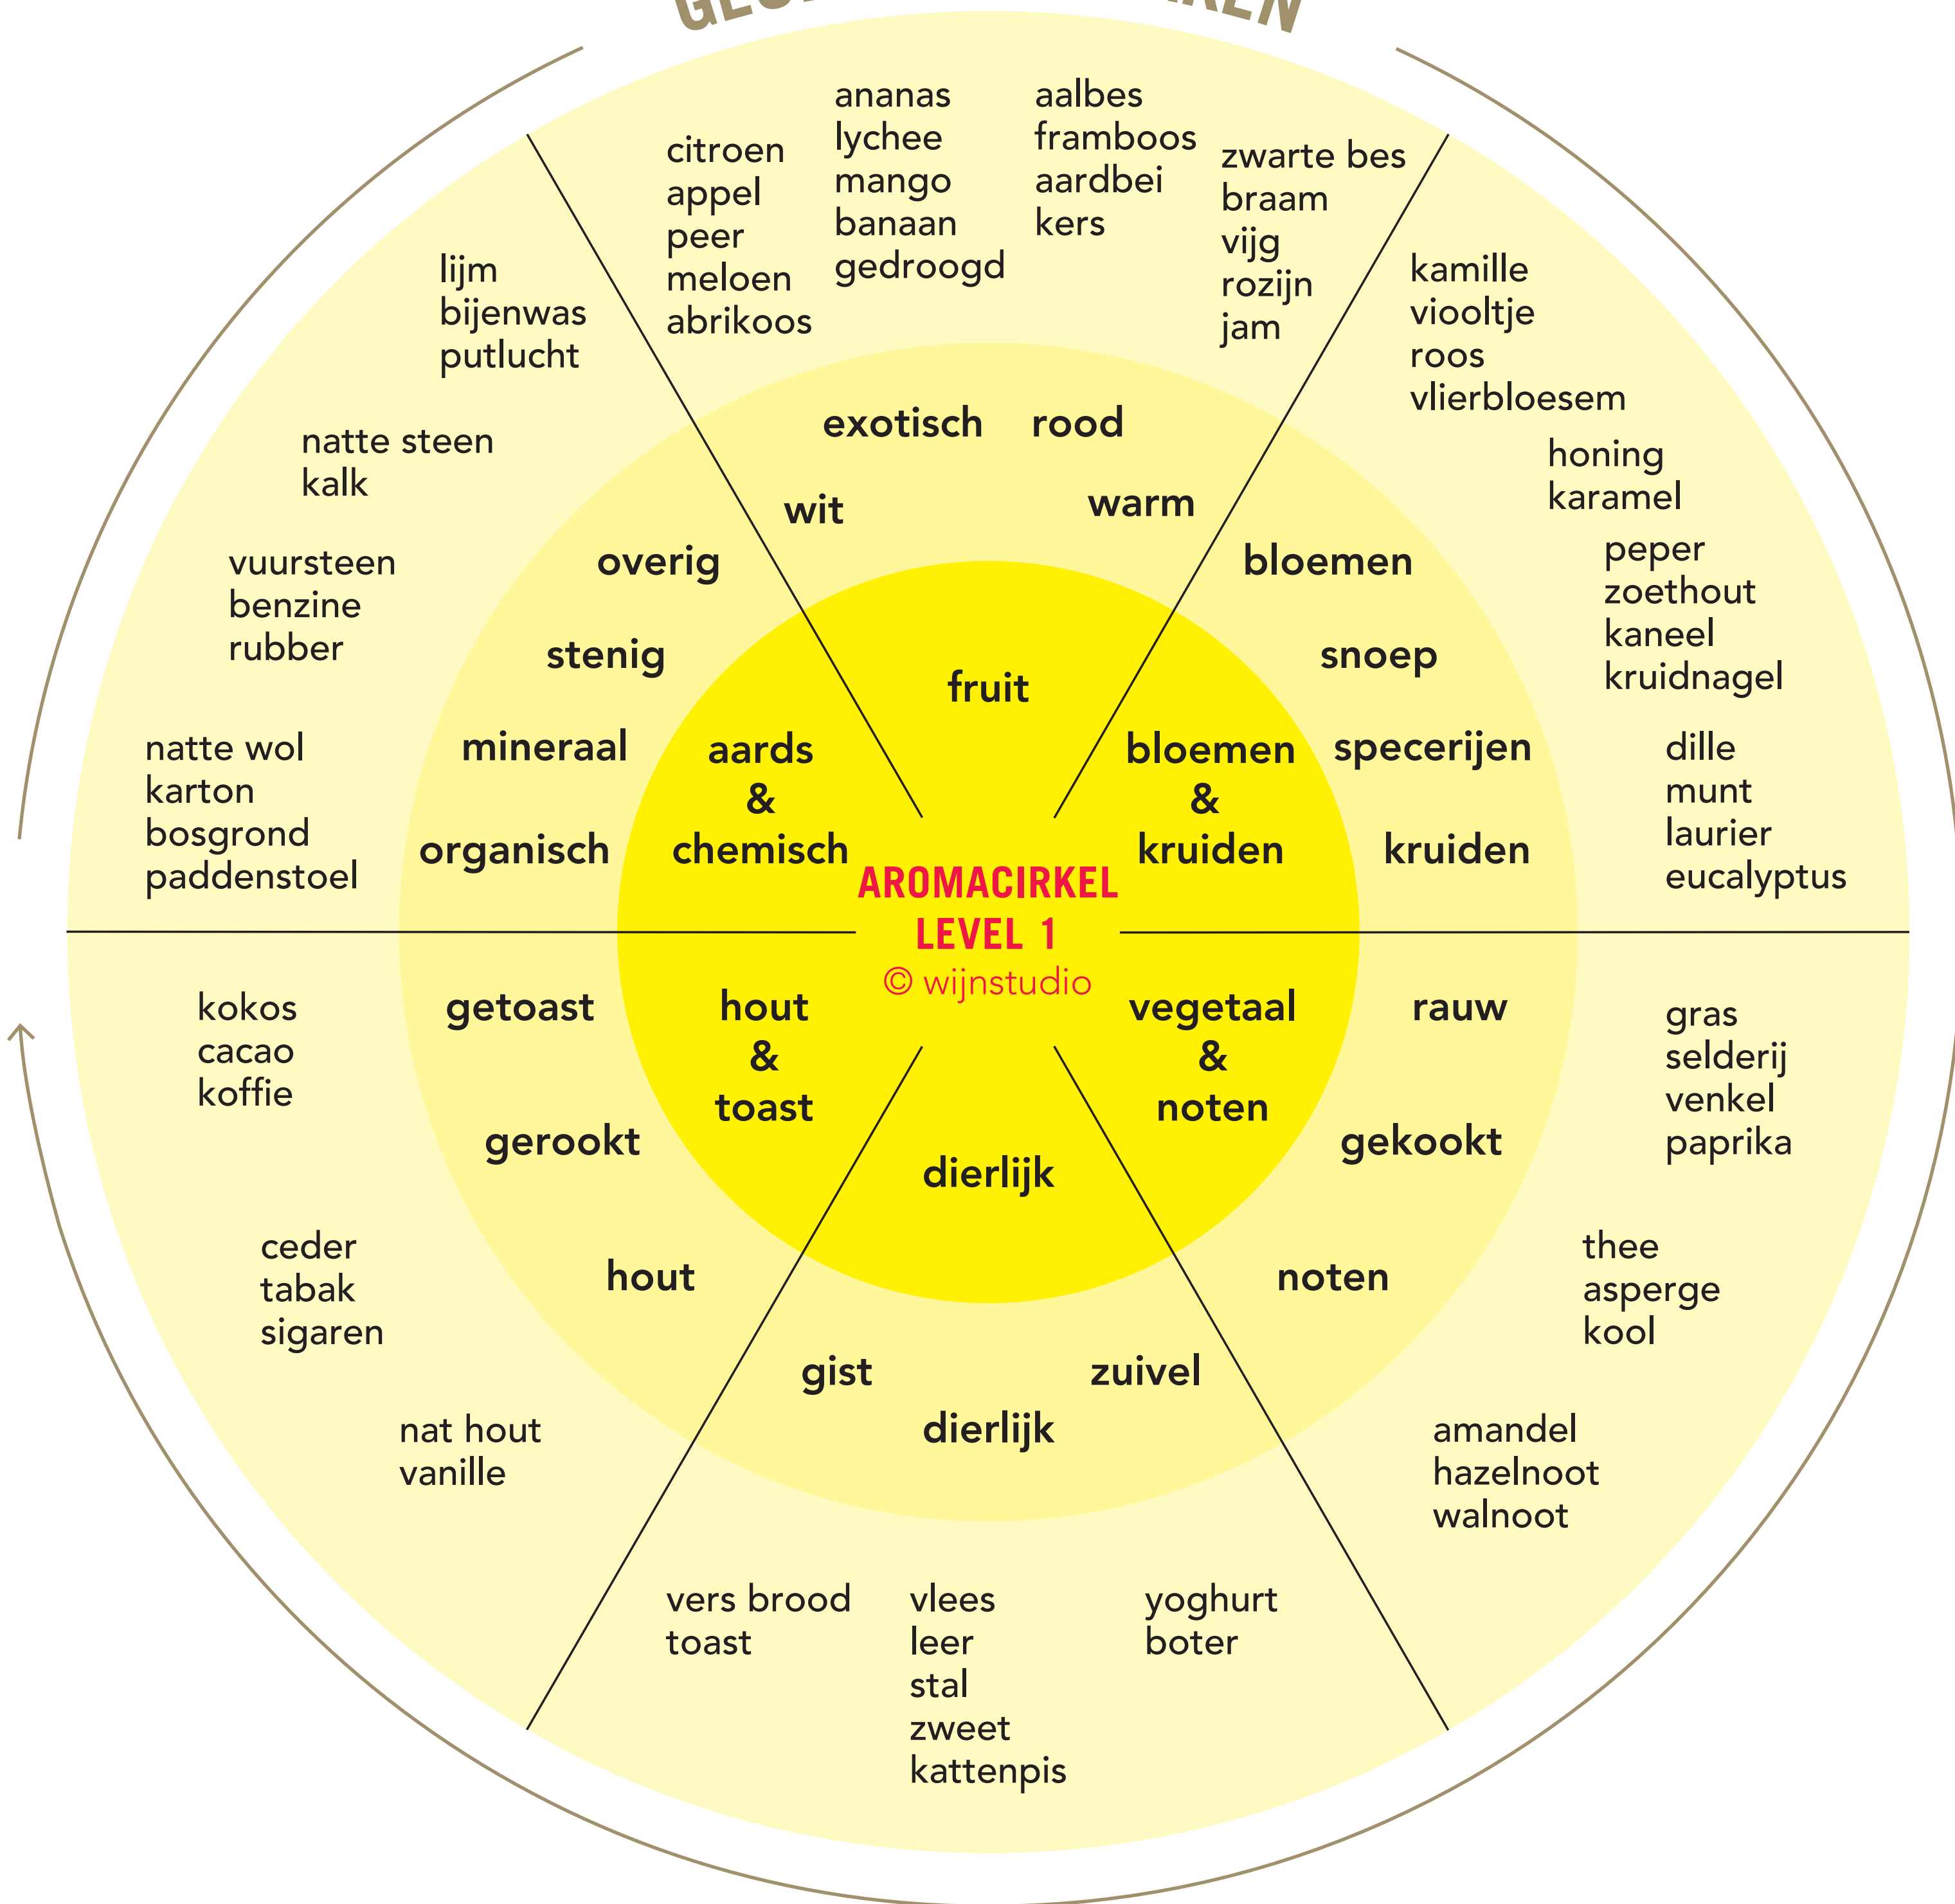 ananas
lychee
mango
banaan
gedroogd
aalbes
framboos
aardbei
kers
citroen
appel
peer
meloen
abrikoos
zwarte bes
braam
vijg
rozijn
jam
exotisch
rood
wit
warm
fruit
kamille
viooltje
roos
vlierbloesem
honing
karamel
peper
zoethout
kaneel
kruidnagel
dille
munt
laurier
eucalyptus
bloemen
snoep
specerijen
kruiden
bloemen
&
kruiden
lijm
bijenwas
putlucht
natte steen
kalk
vuursteen
benzine
rubber
natte wol
karton
bosgrond
paddenstoel
overig
stenig
mineraal
organisch
aards
&
chemisch
AROMACIRKEL
LEVEL 1
© wijnstudio
kokos
cacao
koffie
ceder
tabak
sigaren
nat hout
vanille
getoast
gerookt
hout
hout
&
toast
vegetaal
&
noten
rauw
gekookt
noten
gras
selderij
venkel
paprika
thee
asperge
kool
amandel
hazelnoot
walnoot
dierlijk
gist
zuivel
dierlijk
vers brood
toast
vlees
leer
stal
zweet
kattenpis
yoghurt
boter